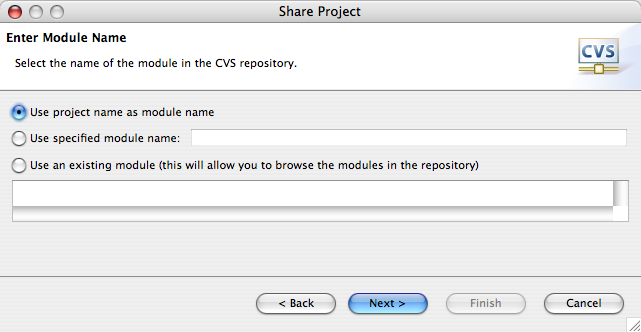 Share Project
Enter Module Name
Select the name of the module in the CVS repository.
CVS
Use project name as module name
Use specified module name:
Use an existing module (this will allow you to browse the modules in the repository)
< Back
Next >
Finish
Cancel